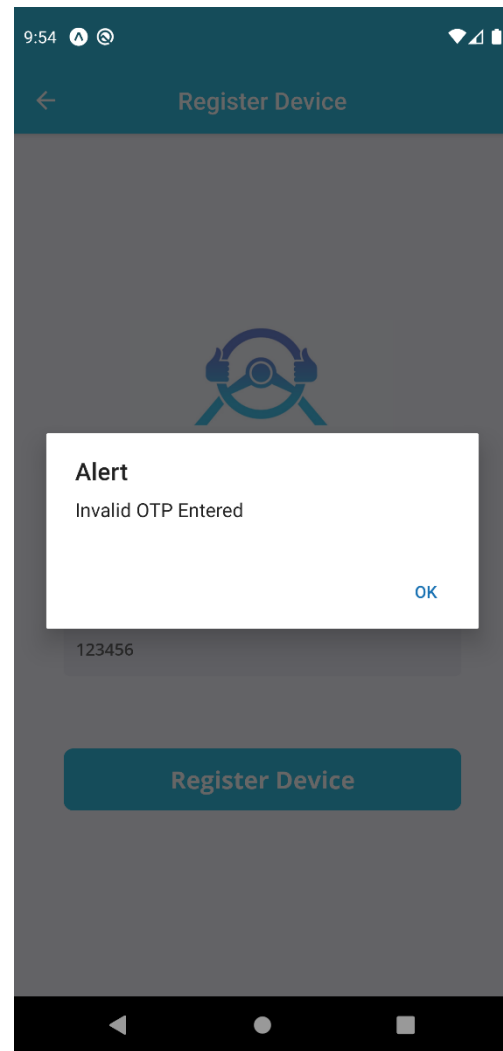 9:54
Register Device
Alert
Invalid OTP Entered
OK
123456
Register Device